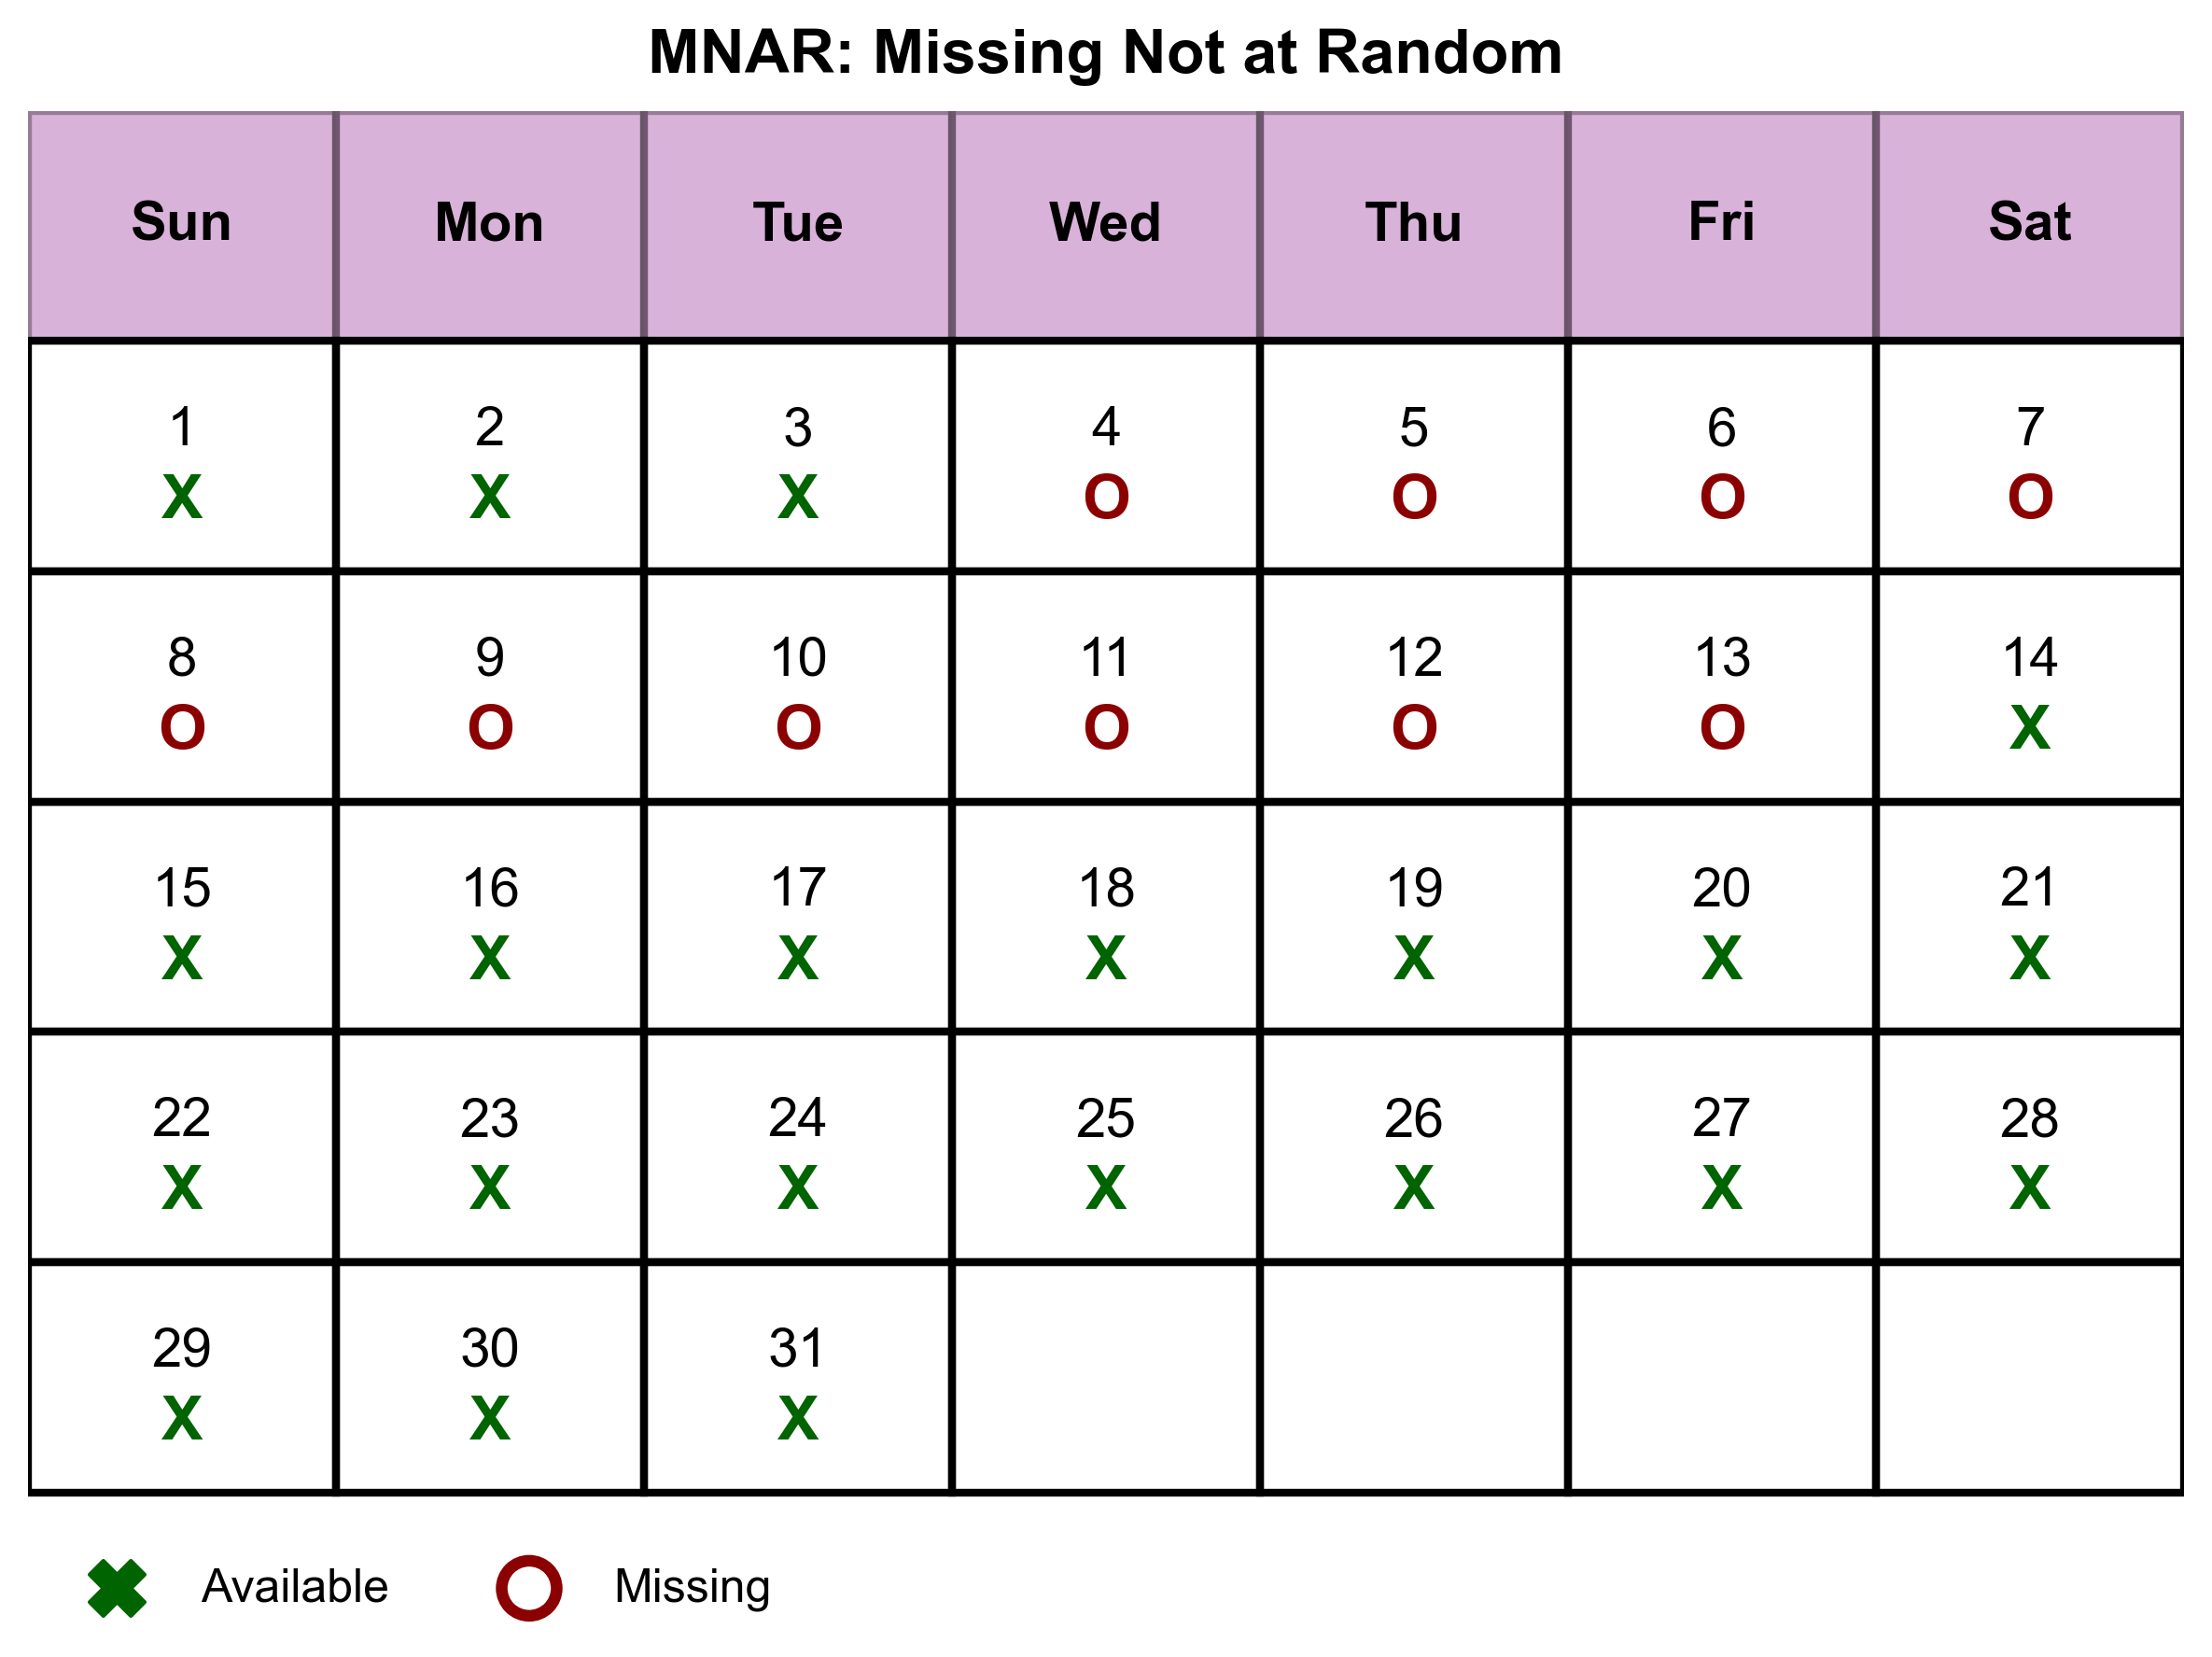 MNAR: Missing Not at Random
Sun Mon Tue Wed Thu Fri Sat
1 2 3 4 5 6 7
X X X O O O O
8 9 10 11 12 13 14
O O O O O O X
15 16 17 18 19 20 21
X X X X X X X
22 23 24 25 26 27 28
X X X X X X X
29 30 31
X X X
Available Missing